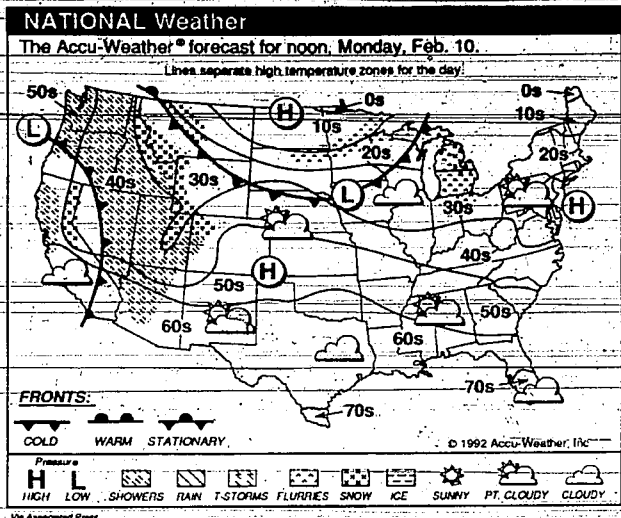 NATIONAL Weather
The Accu-Weather® forecast for noon, Monday, Feb. 10.
Lines separate high temperature zones for the day.
50s
H
0s
0s
10s
10s
L
20s
20s
40s
30s
L
30s
H
40s
H
50s
50s
60s
60s
70s
70s
FRONTS:
COLD WARM STATIONARY
© 1992 Accu-Weather, Inc.
Pressure
H L
HIGH LOW SHOWERS RAIN T-STORMS FLURRIES SNOW ICE SUNNY PT. CLOUDY CLOUDY
Via Associated Press